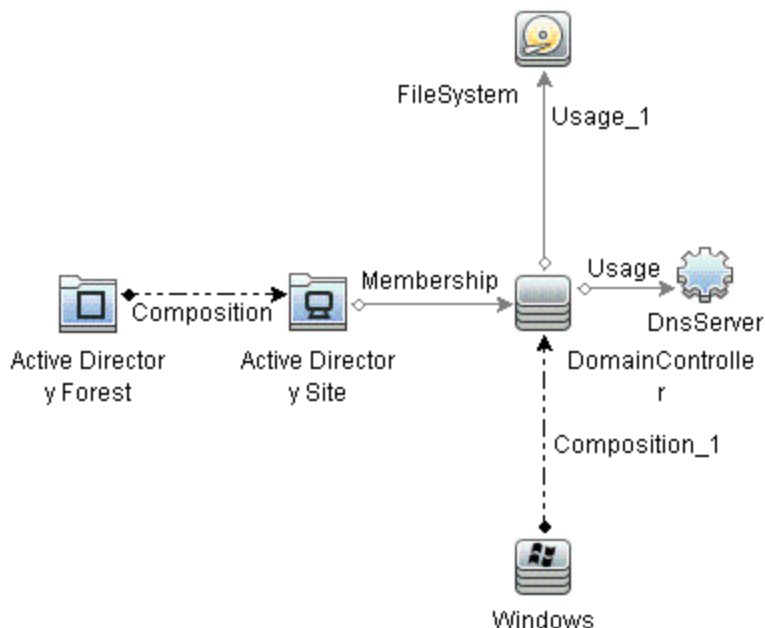 FileSystem
Usage_1
Membership
Usage
Composition
DnsServer
Active Director
y Forest
Active Director
y Site
DomainControlle
r
Composition_1
Windows